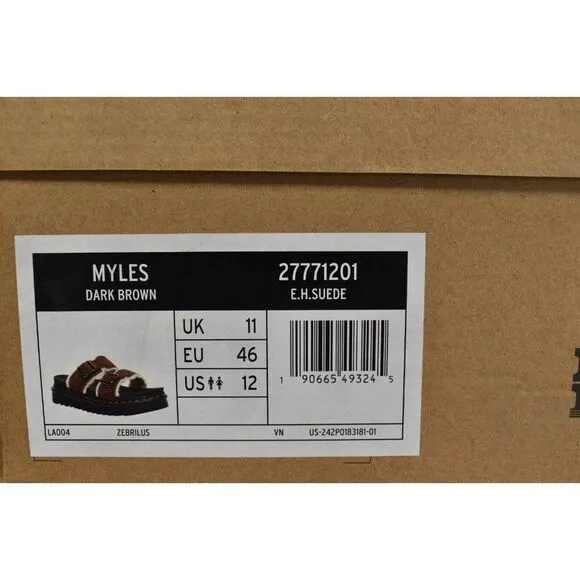 MYLES 27771201
DARK BROWN E.H.SUEDE
UK 11
EU 46
US 12
1 90665 49324 5
LA004 ZEBRILUS VN US-242P0183181-01